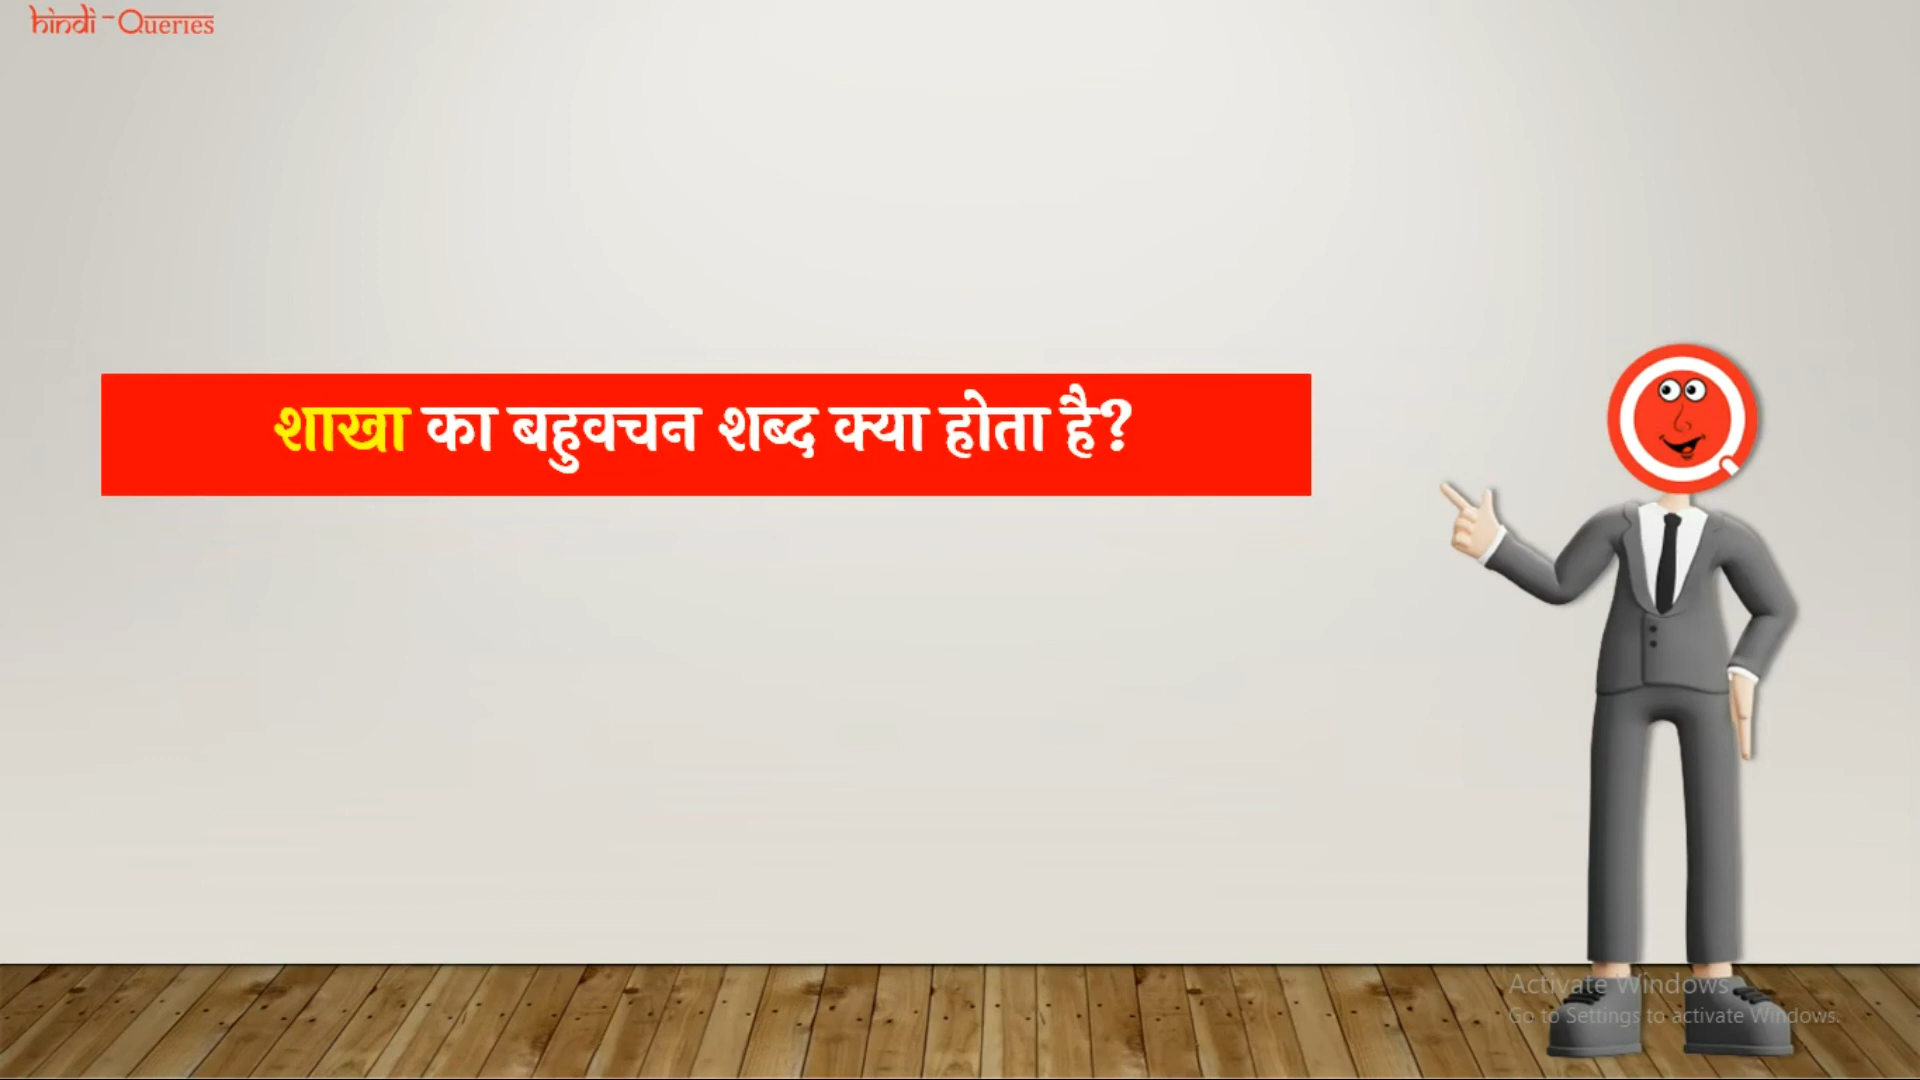 hindi-Queries
शाखा का बहुवचन शब्द क्या होता है?
Activate Windows
Go to Settings to activate Windows.